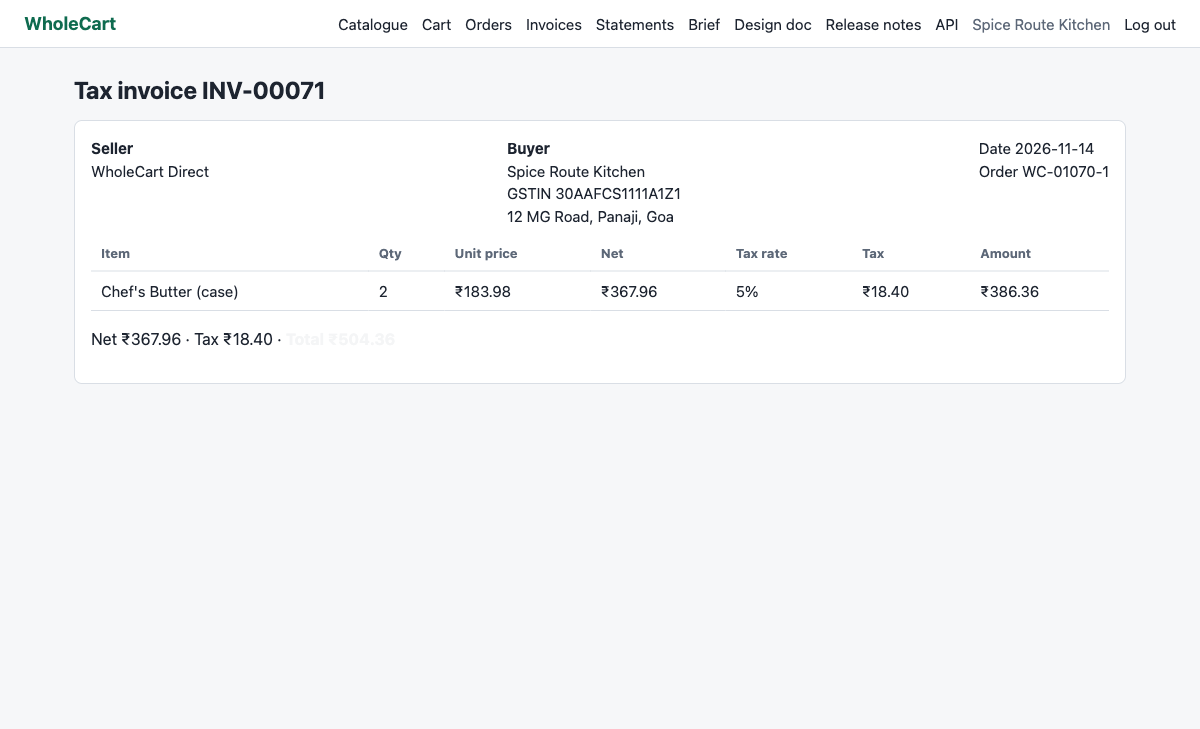 WholeCart
Catalogue Cart Orders Invoices Statements Brief Design doc Release notes API Spice Route Kitchen Log out
Tax invoice INV-00071
Seller
WholeCart Direct
Buyer
Spice Route Kitchen
GSTIN 30AAFCS1111A1Z1
12 MG Road, Panaji, Goa
Date 2026-11-14
Order WC-01070-1
Item Qty Unit price Net Tax rate Tax Amount
Chef's Butter (case) 2 ₹183.98 ₹367.96 5% ₹18.40 ₹386.36
Net ₹367.96 · Tax ₹18.40 · Total ₹504.36